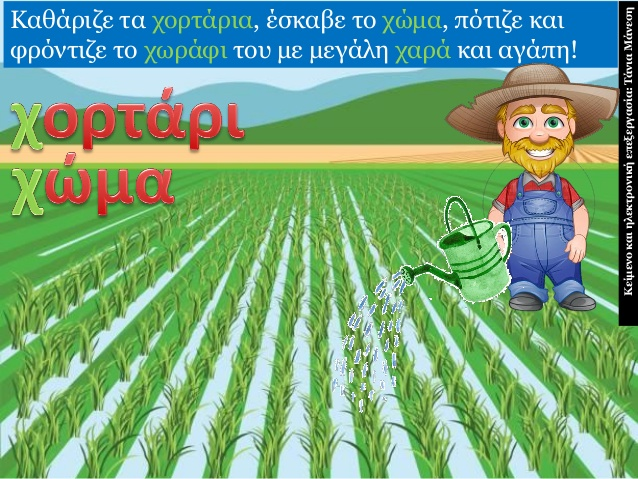 Καθάριζε τα χορτάρια, έσκαβε το χώμα, πότιζε και
φρόντιζε το χωράφι του με μεγάλη χαρά και αγάπη!
χορτάρι
χώμα
Κείμενο και ηλεκτρονική επεξεργασία: Τάνια Μάνεση